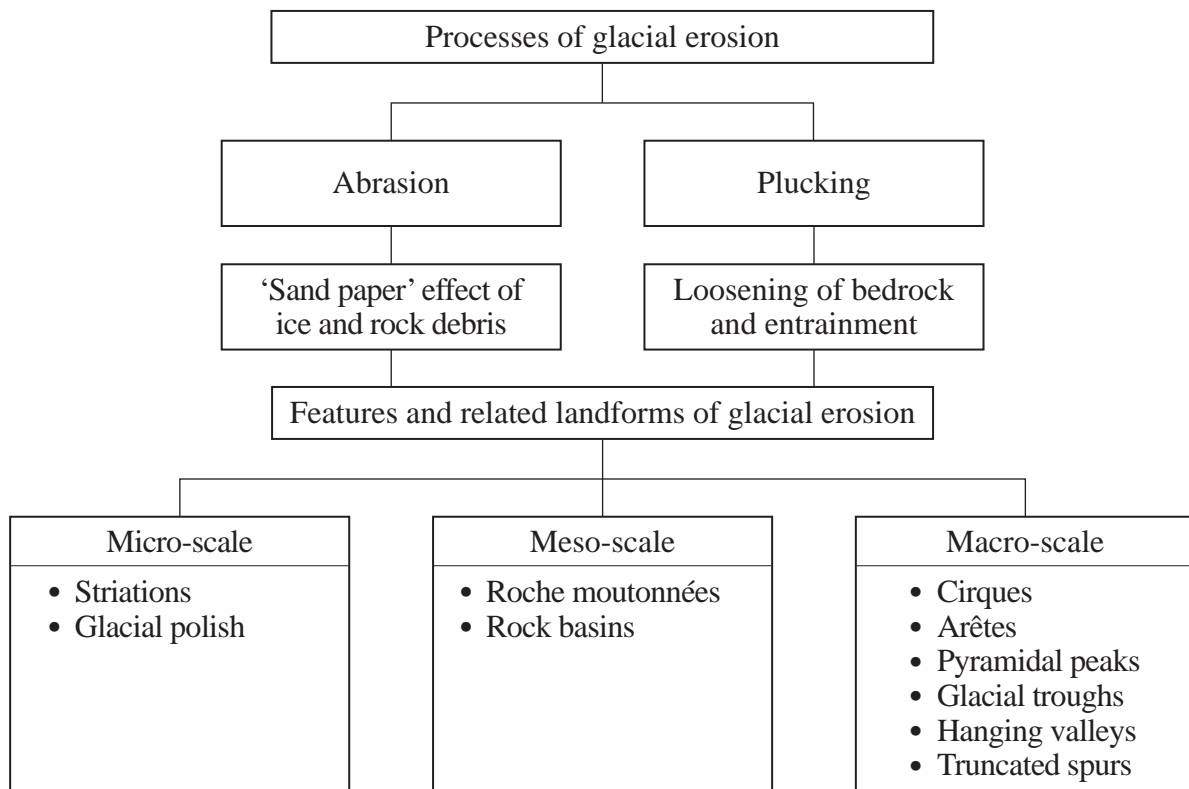 Processes of glacial erosion
Abrasion
Plucking
‘Sand paper’ effect of
ice and rock debris
Loosening of bedrock
and entrainment
Features and related landforms of glacial erosion
Micro-scale
• Striations
• Glacial polish
Meso-scale
• Roche moutonnées
• Rock basins
Macro-scale
• Cirques
• Arêtes
• Pyramidal peaks
• Glacial troughs
• Hanging valleys
• Truncated spurs